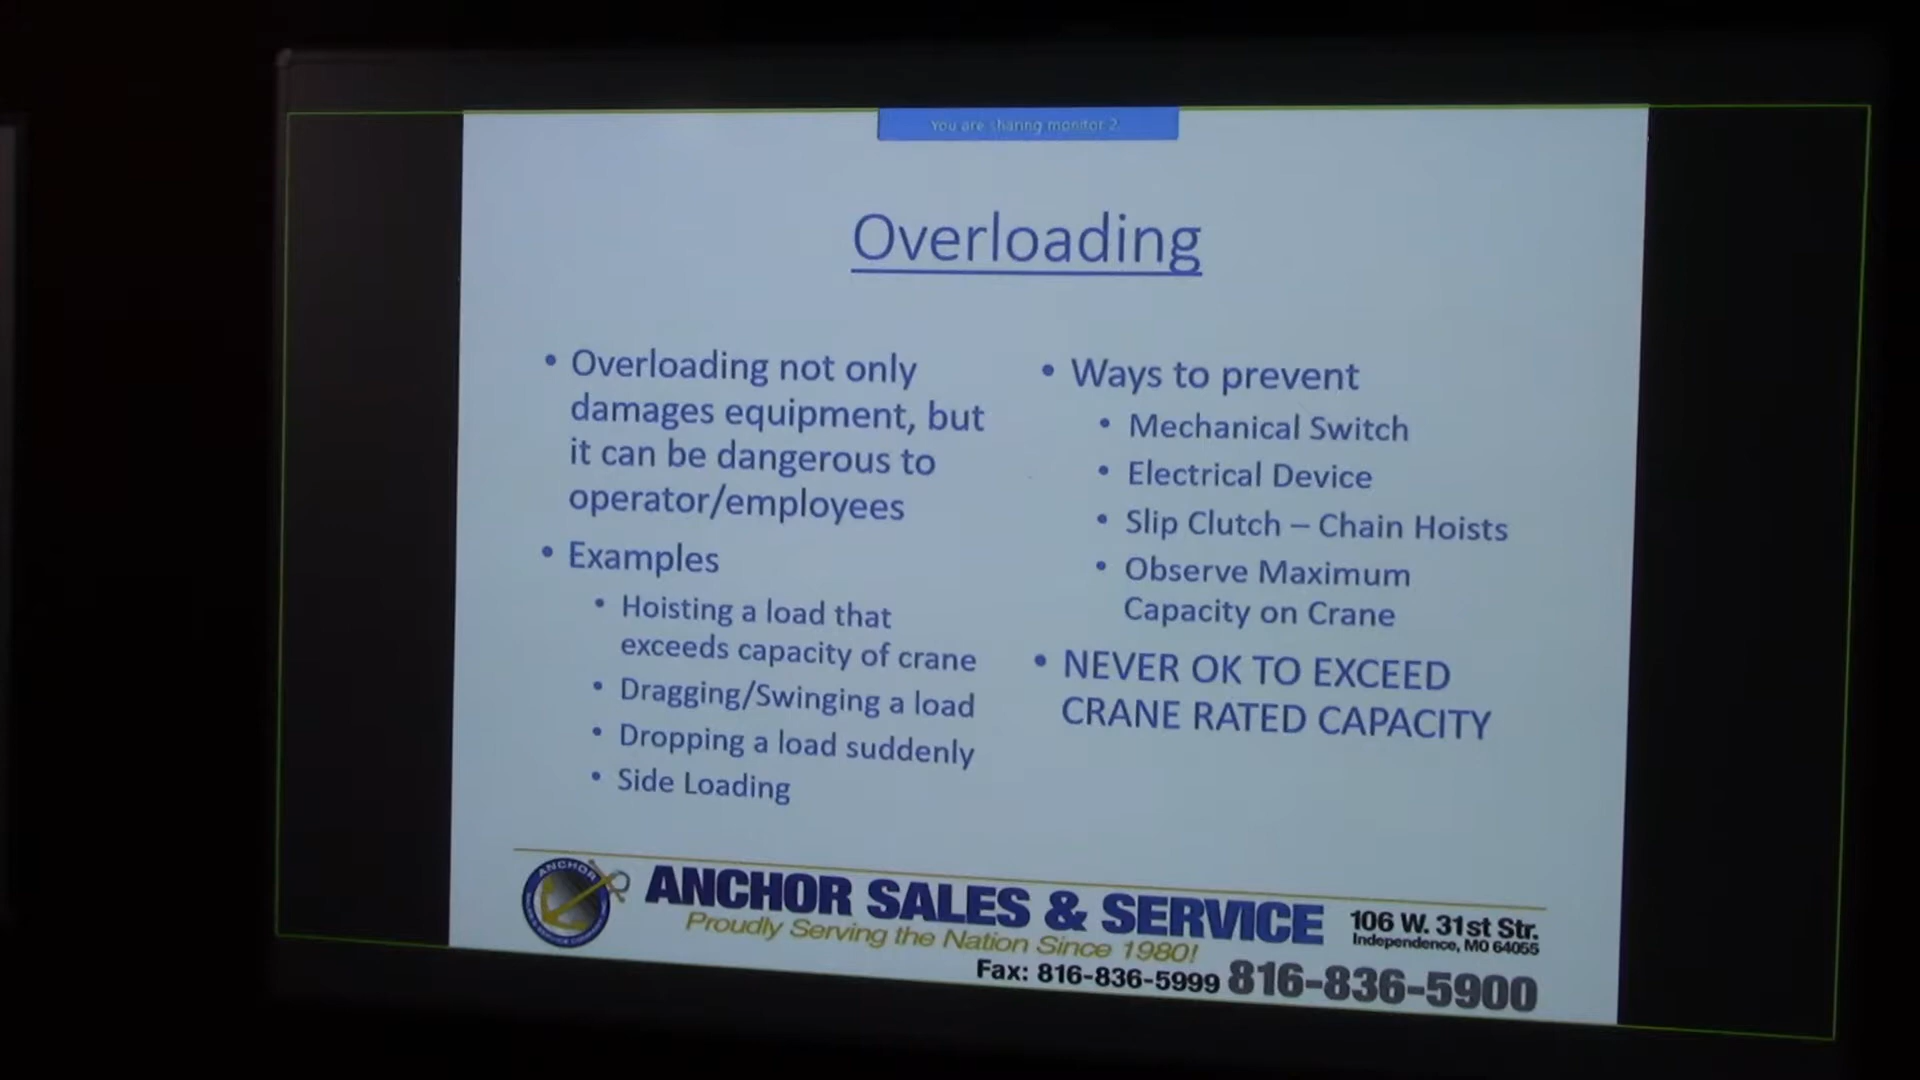 You are sharing monitor 2
Overloading
• Overloading not only
damages equipment, but
it can be dangerous to
operator/employees
• Examples
• Hoisting a load that
exceeds capacity of crane
• Dragging/Swinging a load
• Dropping a load suddenly
• Side Loading
• Ways to prevent
• Mechanical Switch
• Electrical Device
• Slip Clutch – Chain Hoists
• Observe Maximum
Capacity on Crane
• NEVER OK TO EXCEED
CRANE RATED CAPACITY
ANCHOR
ANCHOR SALES & SERVICE
Proudly Serving the Nation Since 1980!
106 W. 31st Str.
Independence, MO 64055
Fax: 816-836-5999 816-836-5900